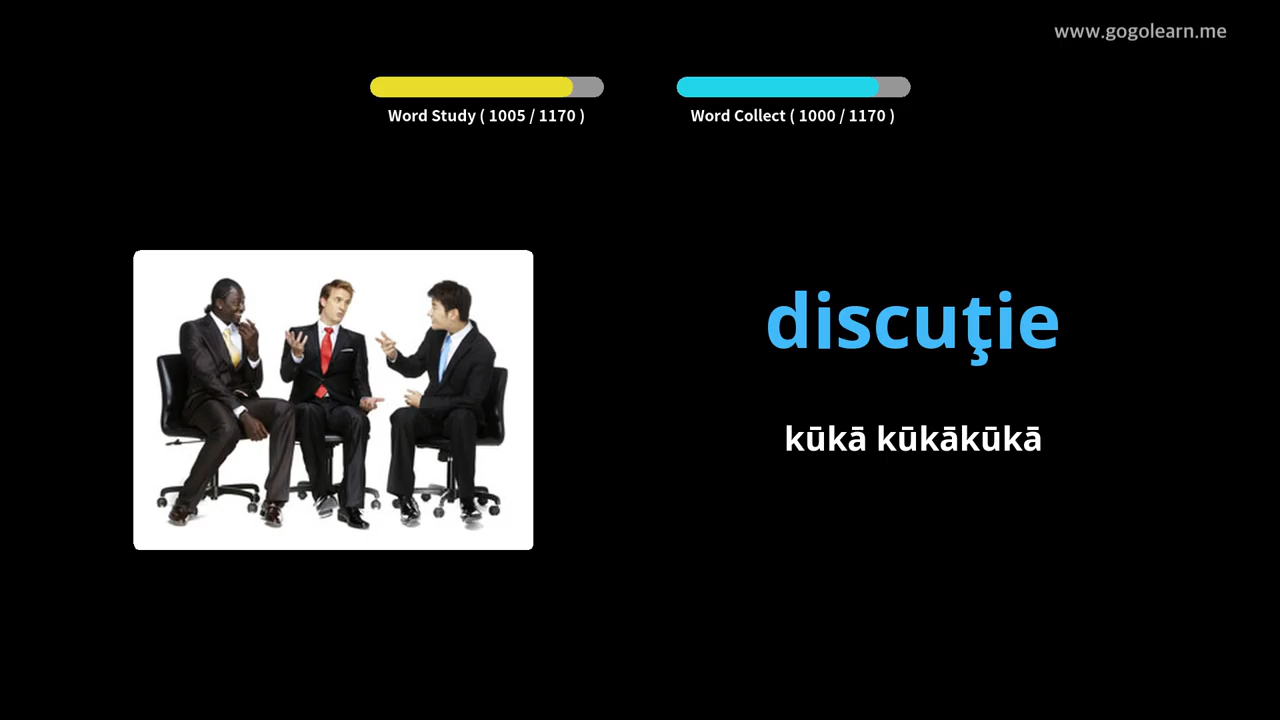 www.gogolearn.me
Word Study ( 1005 / 1170 )
Word Collect ( 1000 / 1170 )
discuţie
kūkā kūkākūkā